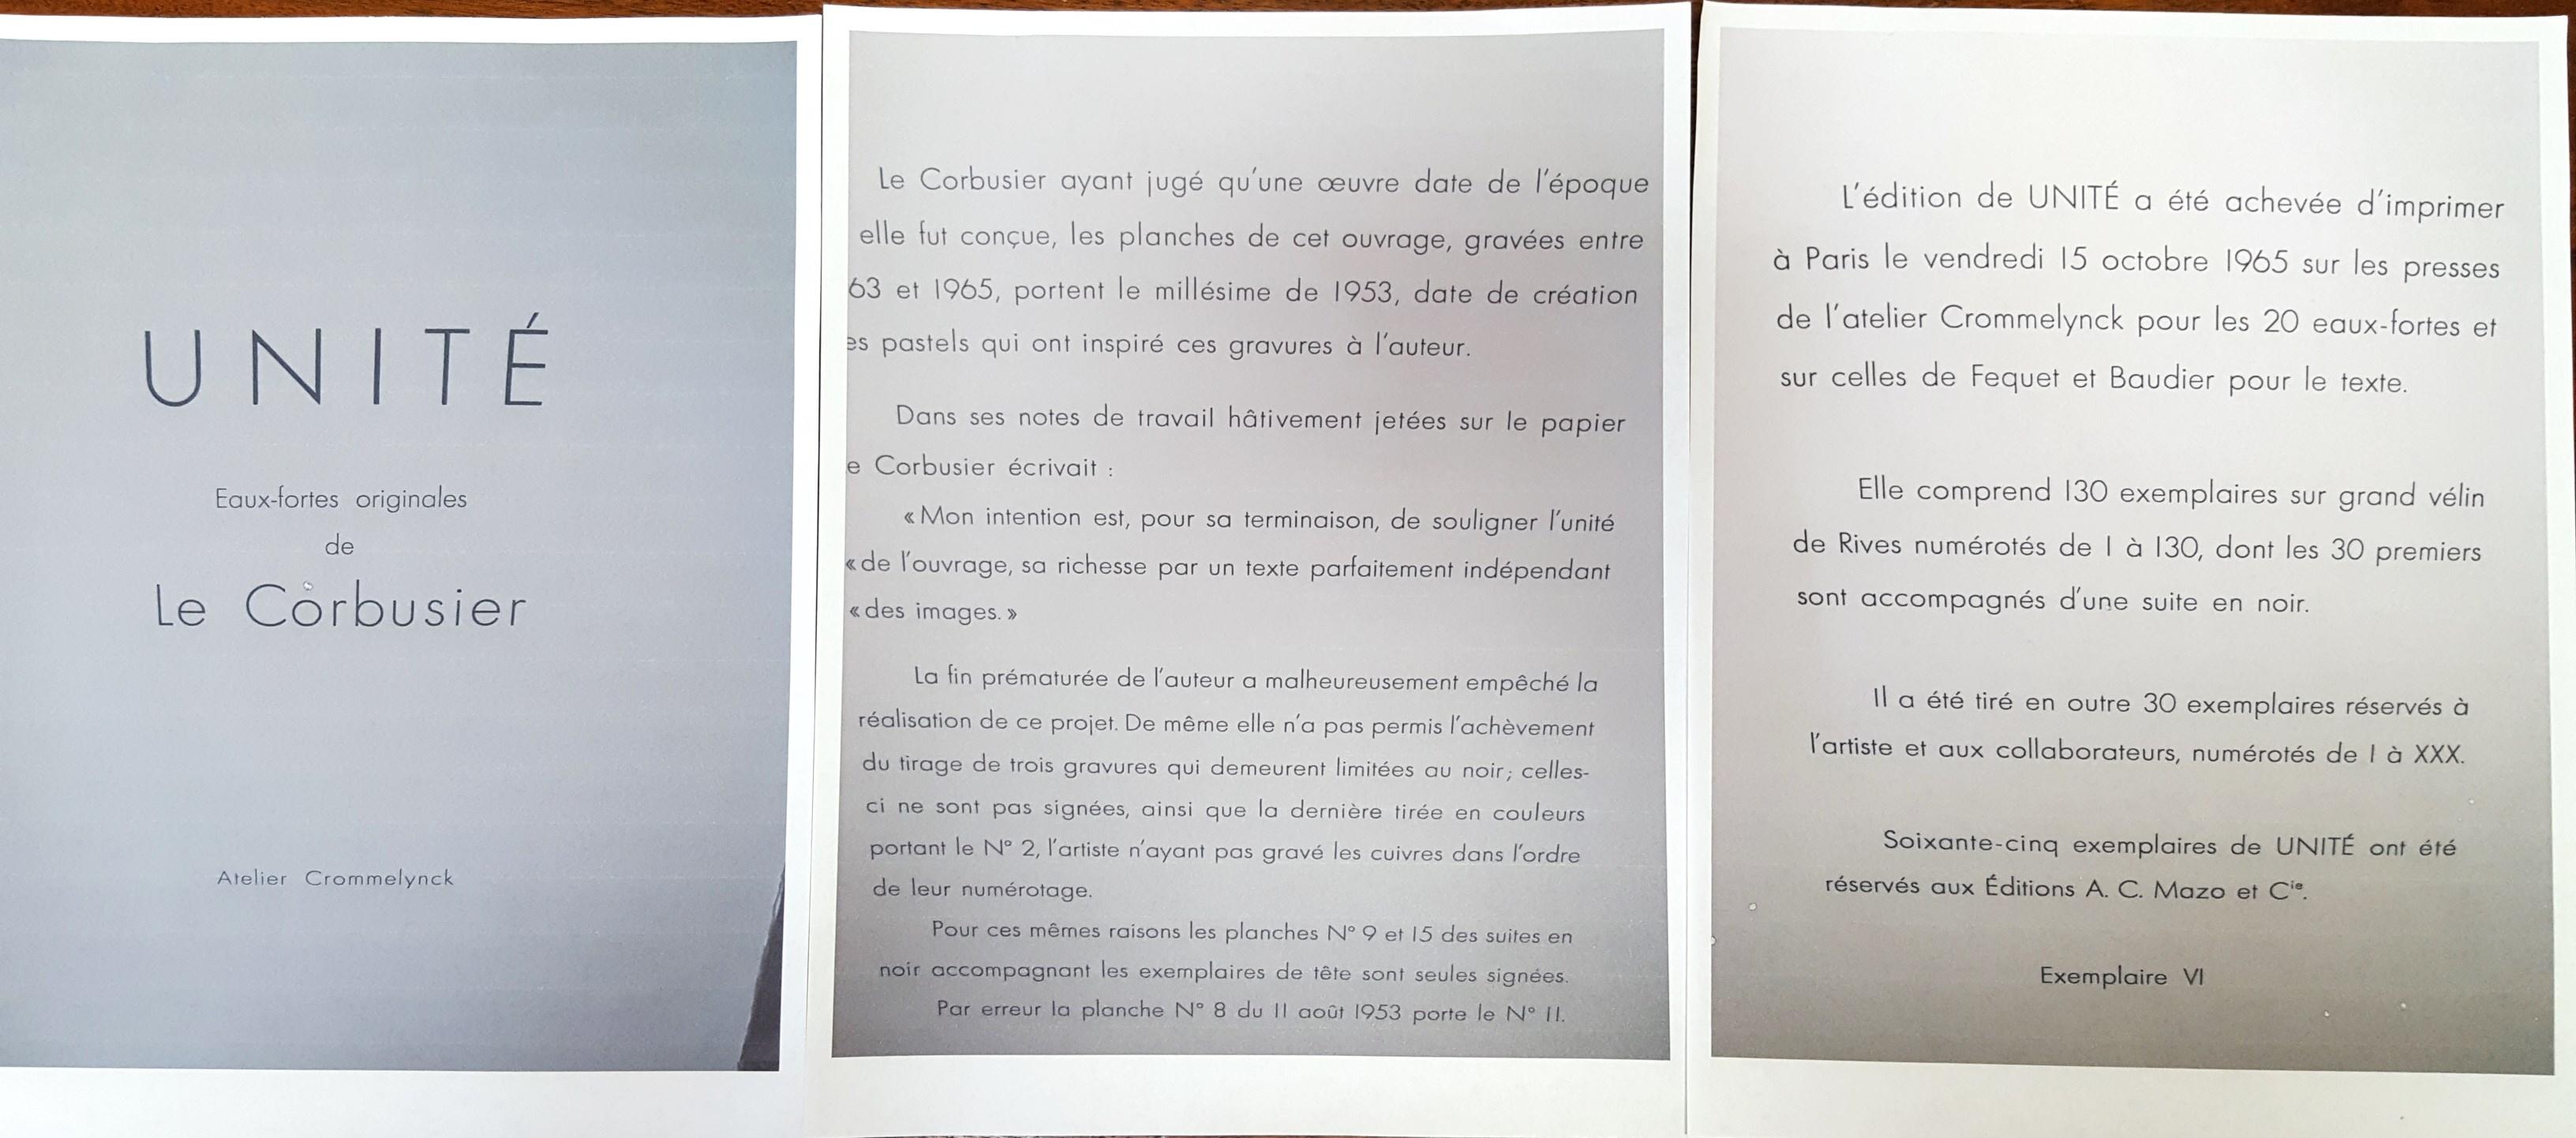 UNITÉ
Eaux-fortes originales
de
Le Corbusier
Atelier Crommelynck
Le Corbusier ayant jugé qu'une œuvre date de l'époque
elle fut conçue, les planches de cet ouvrage, gravées entre
63 et 1965, portent le millésime de 1953, date de création
es pastels qui ont inspiré ces gravures à l'auteur.
Dans ses notes de travail hâtivement jetées sur le papier
e Corbusier écrivait :
« Mon intention est, pour sa terminaison, de souligner l'unité
« de l'ouvrage, sa richesse par un texte parfaitement indépendant
« des images. »
La fin prématurée de l'auteur a malheureusement empêché la
réalisation de ce projet. De même elle n'a pas permis l'achèvement
du tirage de trois gravures qui demeurent limitées au noir; celles-
ci ne sont pas signées, ainsi que la dernière tirée en couleurs
portant le N° 2, l'artiste n'ayant pas gravé les cuivres dans l'ordre
de leur numérotage.
Pour ces mêmes raisons les planches N° 9 et 15 des suites en
noir accompagnant les exemplaires de tête sont seules signées.
Par erreur la planche N° 8 du 11 août 1953 porte le N° 11.
L'édition de UNITÉ a été achevée d'imprimer
à Paris le vendredi 15 octobre 1965 sur les presses
de l'atelier Crommelynck pour les 20 eaux-fortes et
sur celles de Fequet et Baudier pour le texte.
Elle comprend 130 exemplaires sur grand vélin
de Rives numérotés de 1 à 130, dont les 30 premiers
sont accompagnés d'une suite en noir.
Il a été tiré en outre 30 exemplaires réservés à
l'artiste et aux collaborateurs, numérotés de I à XXX.
Soixante-cinq exemplaires de UNITÉ ont été
réservés aux Éditions A. C. Mazo et Cie.
Exemplaire VI